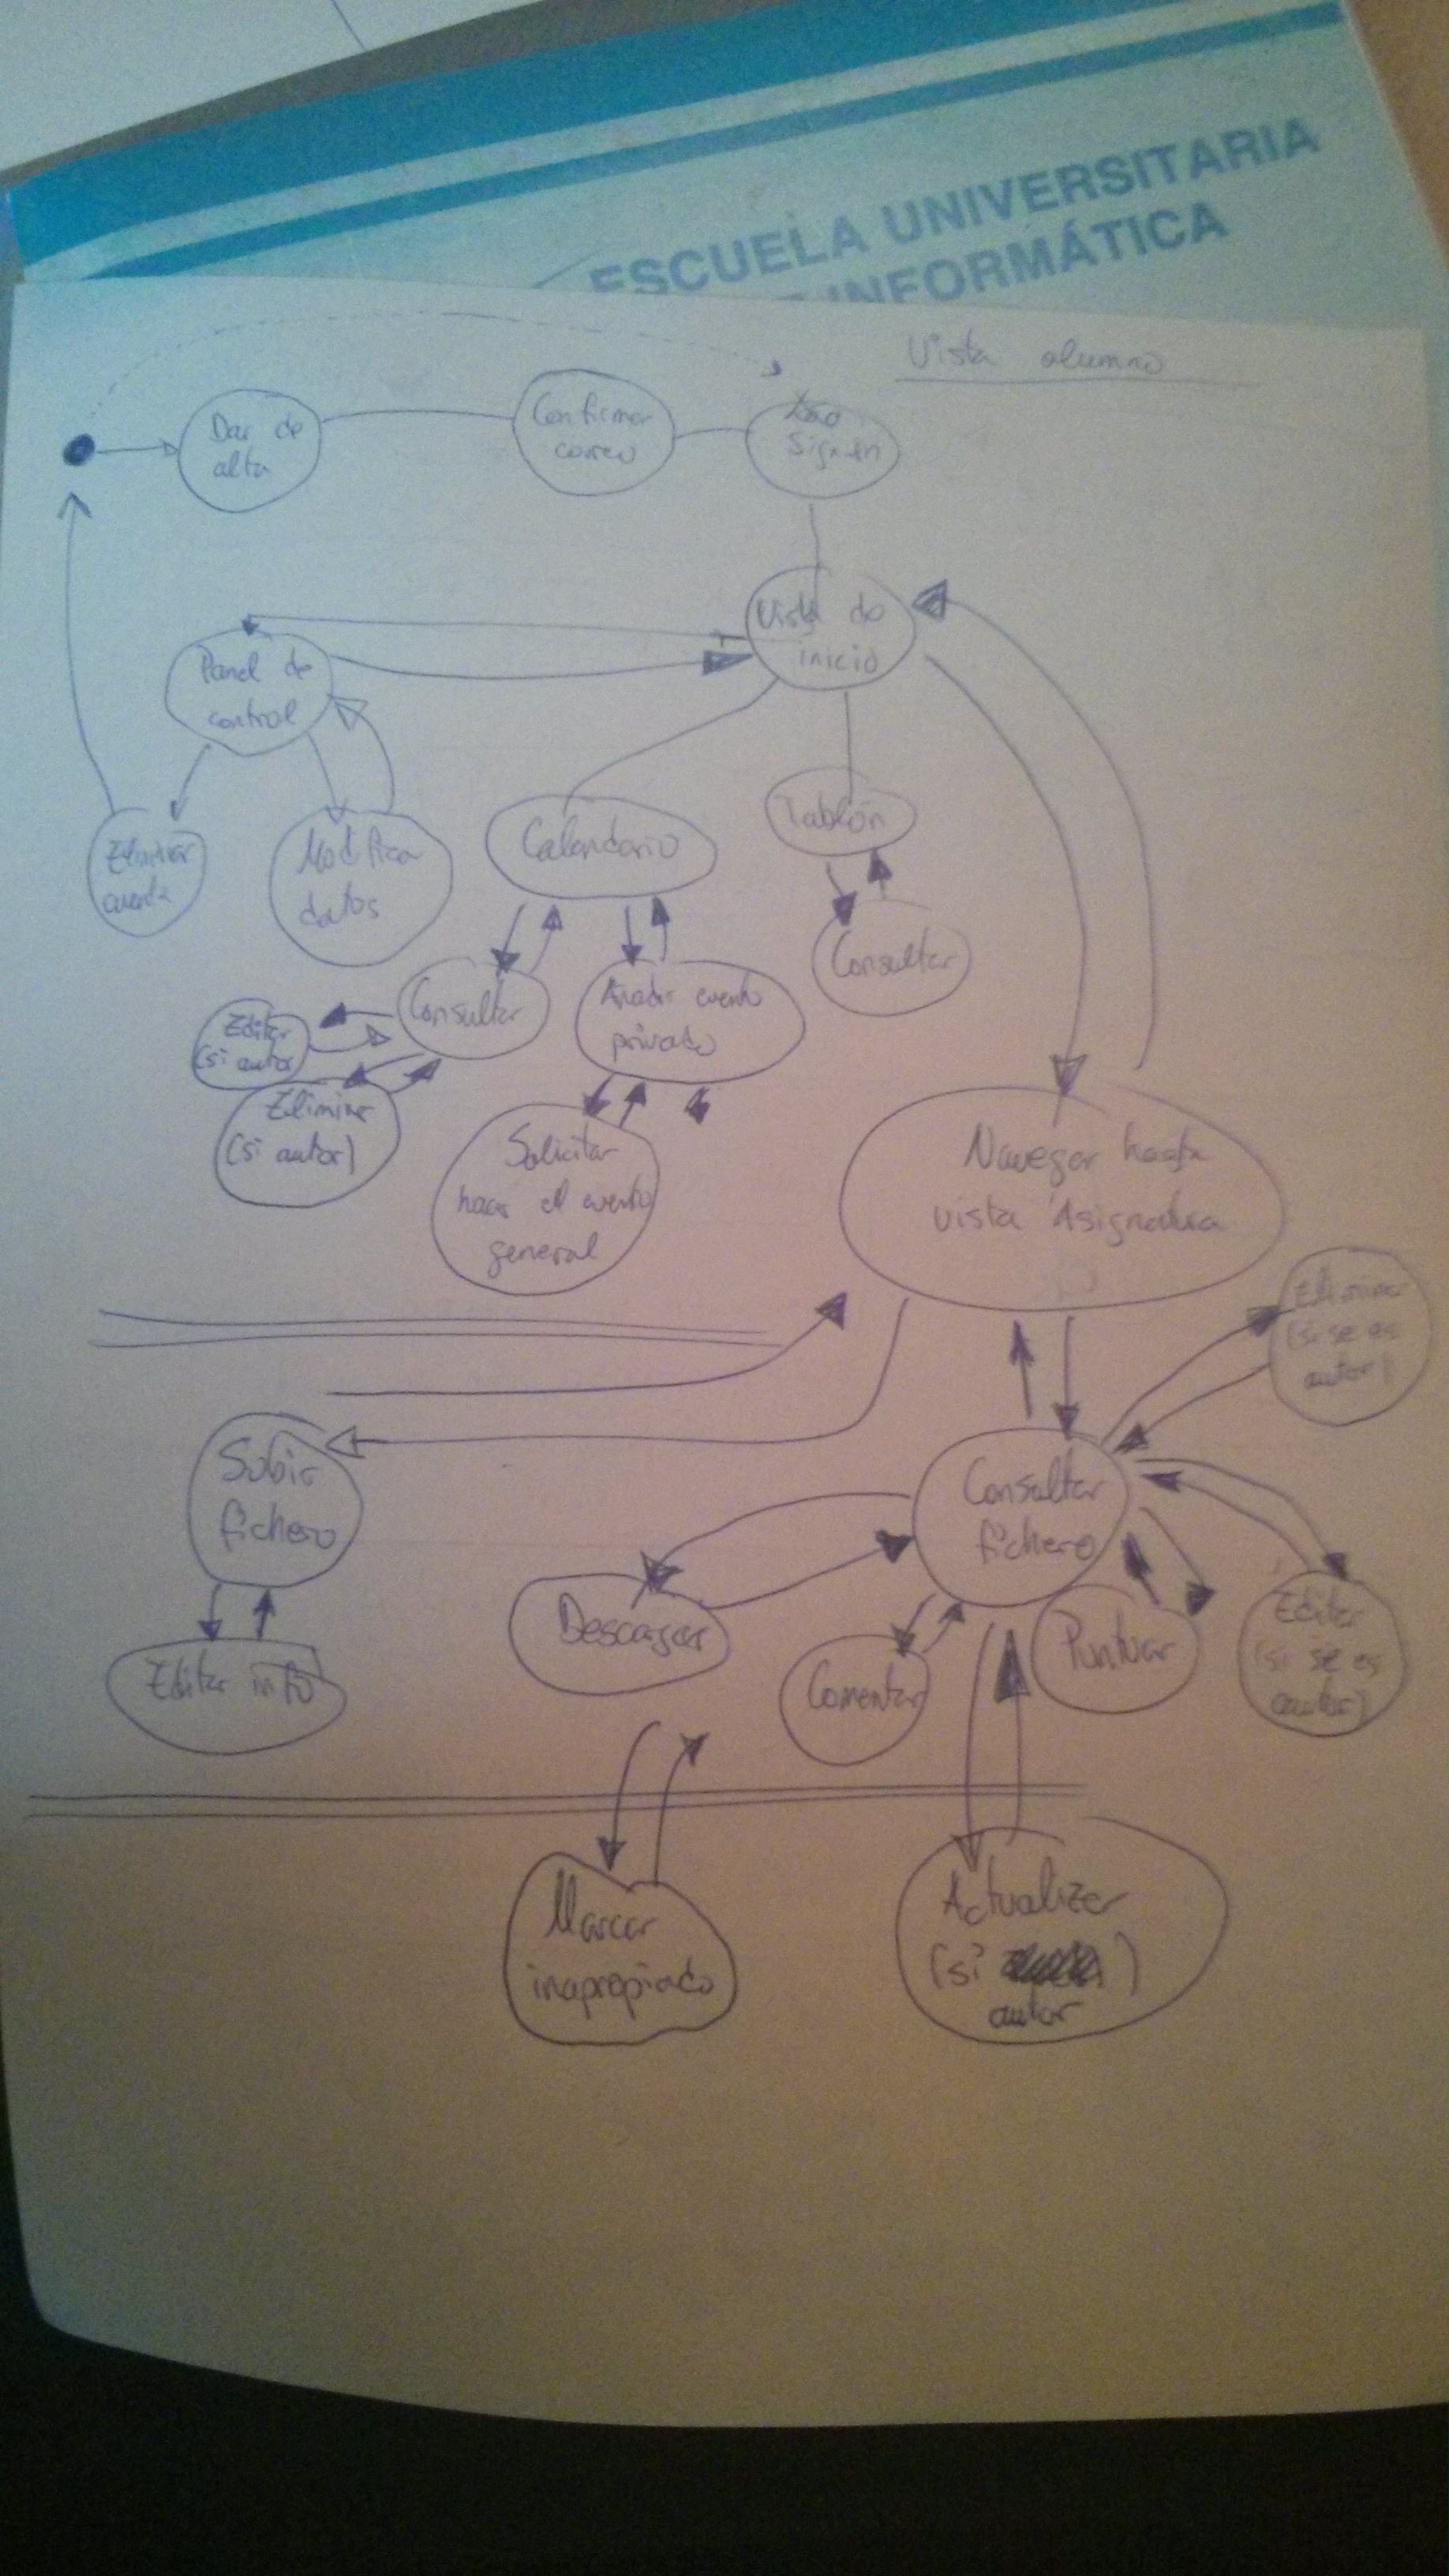 ESCUELA UNIVERSITARIA
INFORMÁTICA
Vista alumno
Dar de
alta
Confirmar
correo
Vista de
inicio
Panel de
control
Eliminar
cuenta
Modificar
datos
Calendario
Tablón
Consultar
Consultar
Añadir evento
privado
Editar
(si autor
Eliminar
(si autor)
Solicitar
hacer el evento
general
Navegar hasta
vista Asignatura
Eliminar
(si se es
autor)
Subir
fichero
Consultar
fichero
Editar info
Descargar
Comentar
Puntuar
Editar
(si se es
autor)
Marcar
inapropiado
Actualizar
(si )
autor